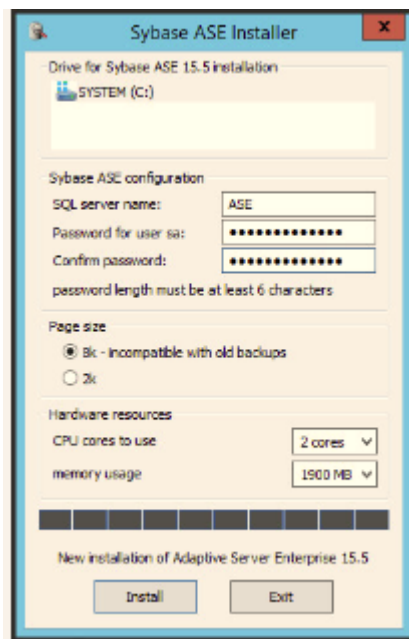 Sybase ASE Installer
x
Drive for Sybase ASE 15.5 installation
SYSTEM (C:)
Sybase ASE configuration
SQL server name: ASE
Password for user sa: •••••••••••••
Confirm password: •••••••••••••
password length must be at least 6 characters
Page size
8k - incompatible with old backups
2k
Hardware resources
CPU cores to use 2 cores
memory usage 1900 MB
New installation of Adaptive Server Enterprise 15.5
Install Exit